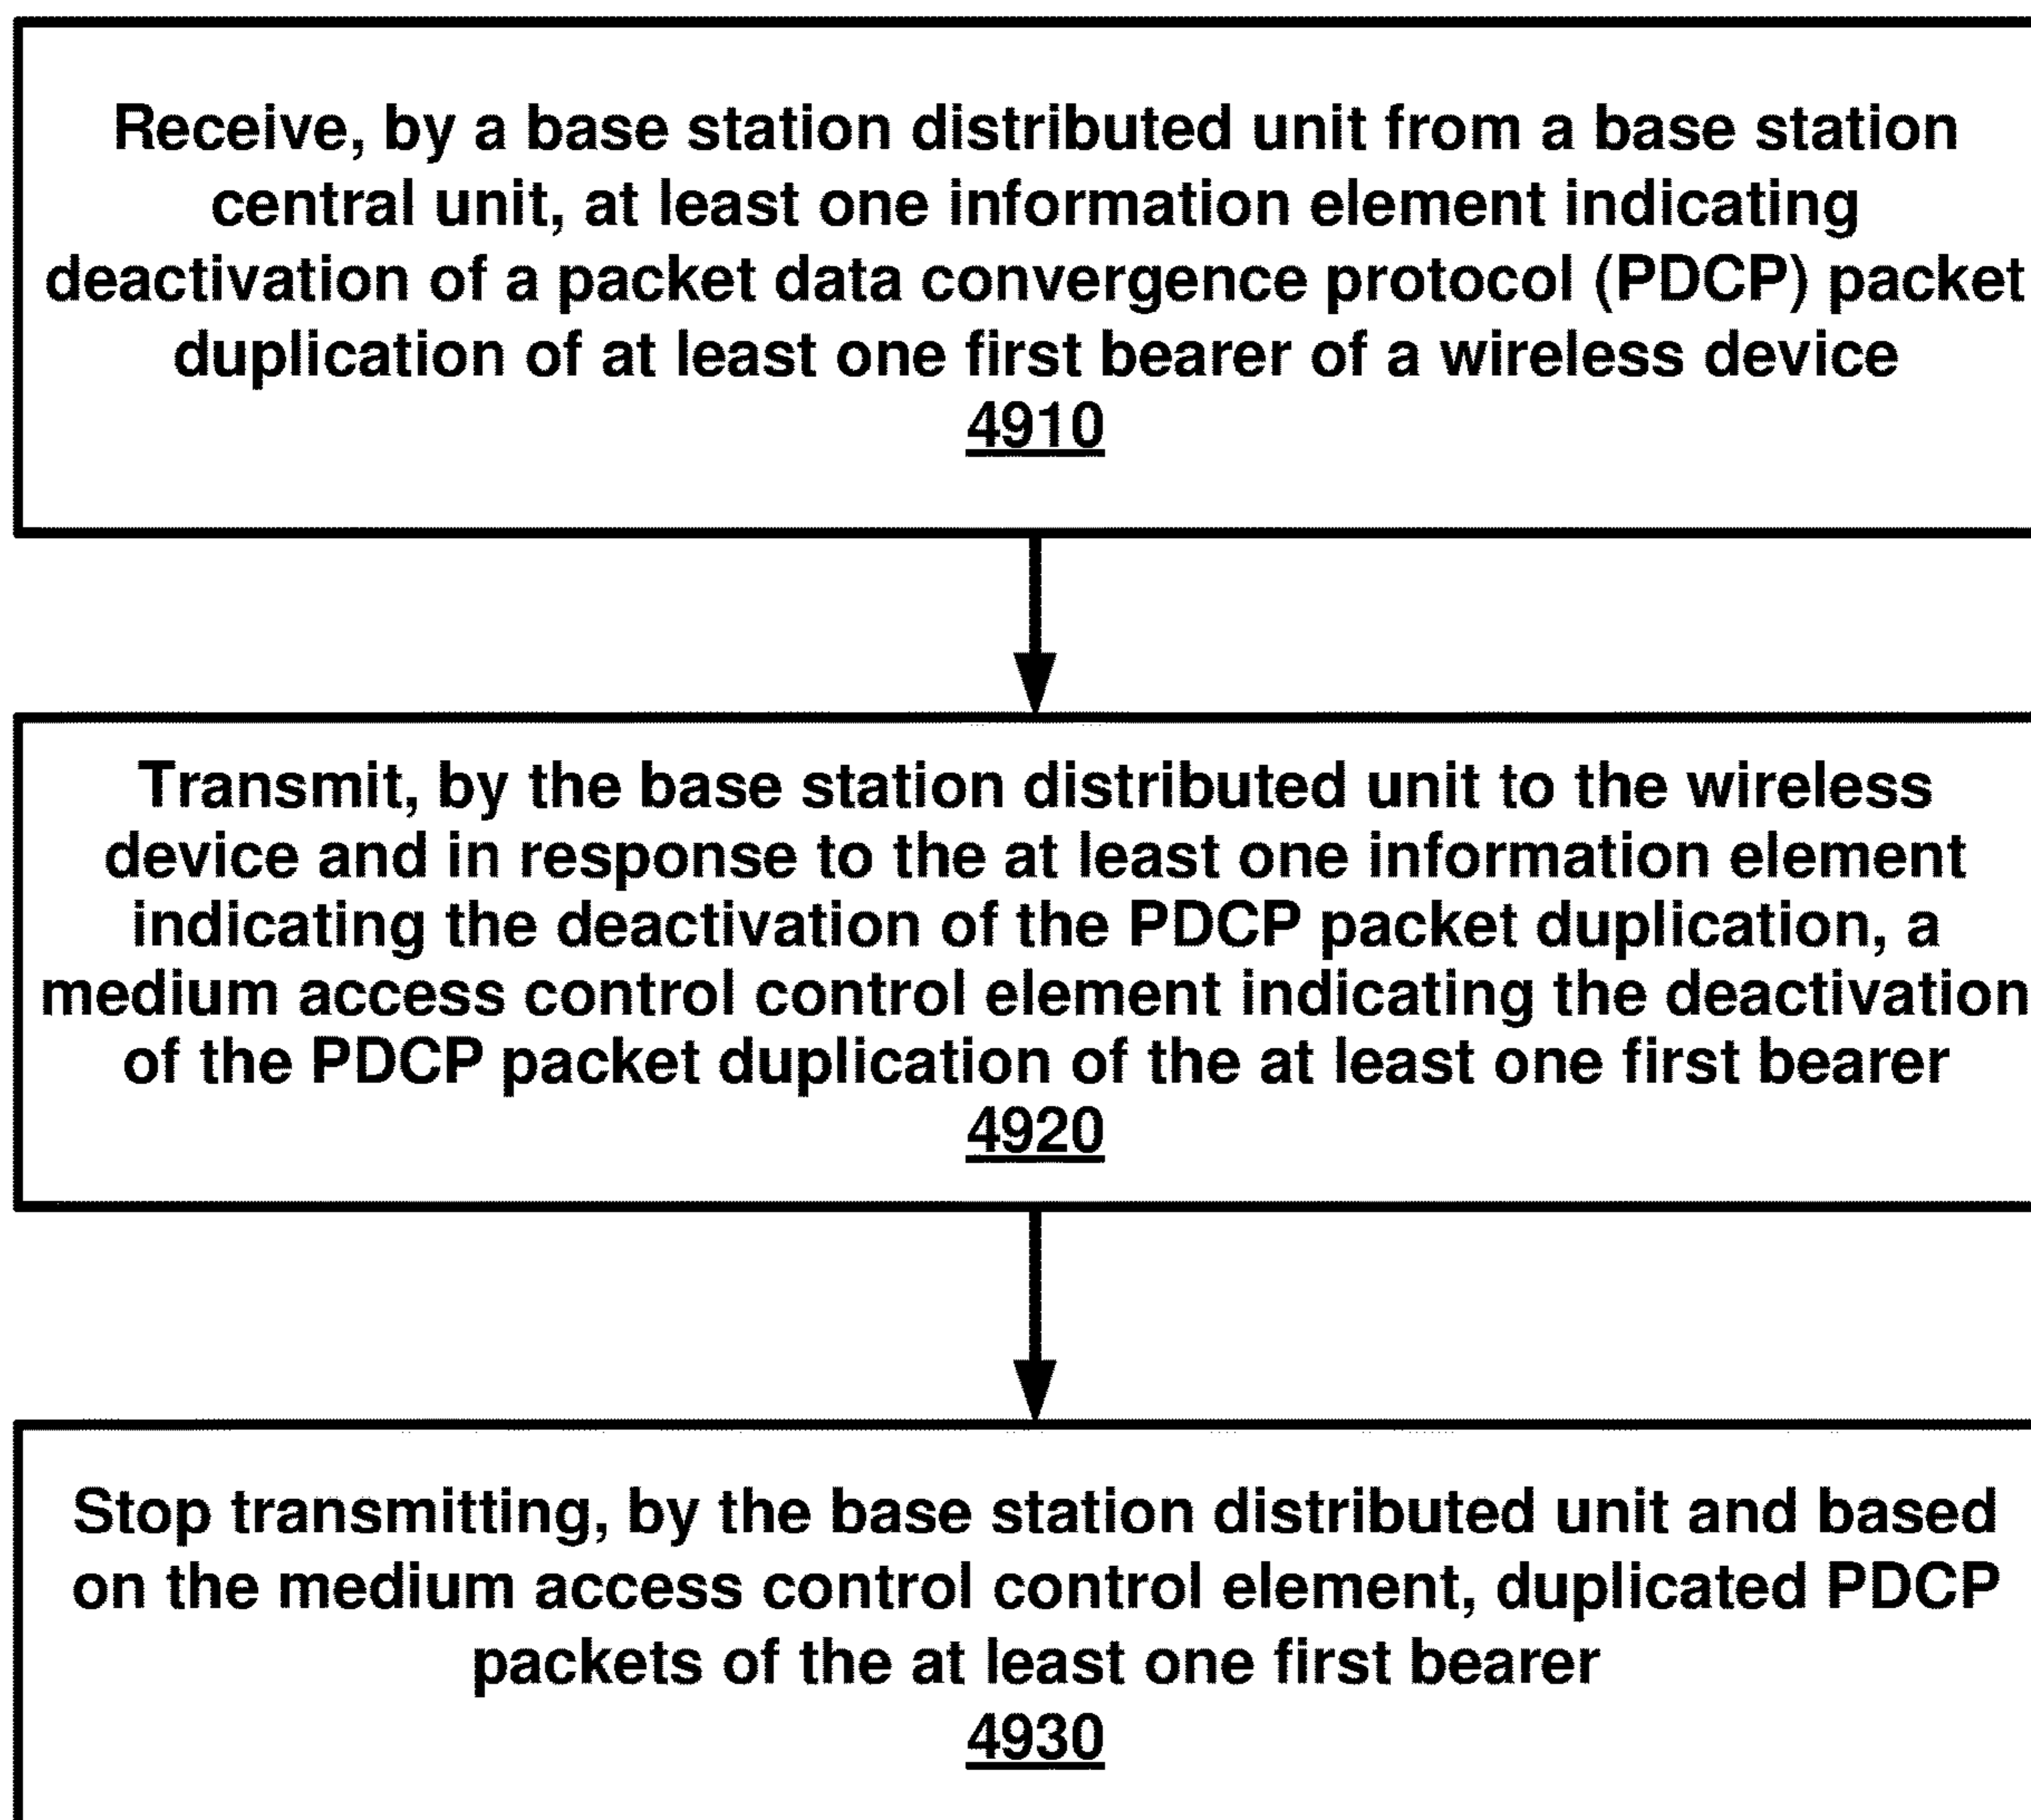 Receive, by a base station distributed unit from a base station
central unit, at least one information element indicating
deactivation of a packet data convergence protocol (PDCP) packet
duplication of at least one first bearer of a wireless device
4910
Transmit, by the base station distributed unit to the wireless
device and in response to the at least one information element
indicating the deactivation of the PDCP packet duplication, a
medium access control control element indicating the deactivation
of the PDCP packet duplication of the at least one first bearer
4920
Stop transmitting, by the base station distributed unit and based
on the medium access control control element, duplicated PDCP
packets of the at least one first bearer
4930